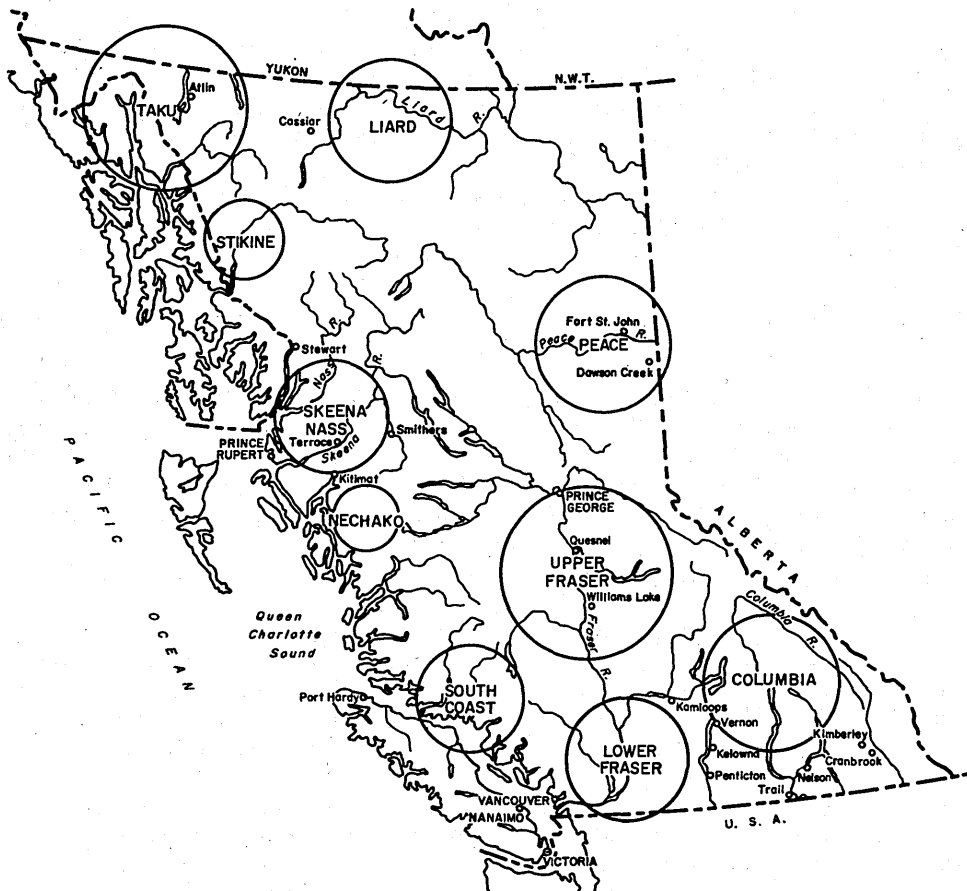 YUKON
N.W.T.
Atlin
TAKU
Cassiar
Liard
R.
LIARD
STIKINE
Fort St. John
Peace
R.
PEACE
Dawson Creek
R.
Stewart
R.
Nass
SKEENA
NASS
Terrace
Skeena
Smithers
PRINCE
RUPERT
Kitimat
PACIFIC
OCEAN
NECHAKO
PRINCE
GEORGE
Quesnel
UPPER
FRASER
Williams Lake
Fraser
R.
ALBERTA
Columbia
R.
Queen
Charlotte
Sound
Port Hardy
SOUTH
COAST
COLUMBIA
Kamloops
Vernon
Kimberley
Kelowna
Cranbrook
LOWER
FRASER
Penticton
Nelson
Trail
VANCOUVER
NANAIMO
U. S. A.
VICTORIA